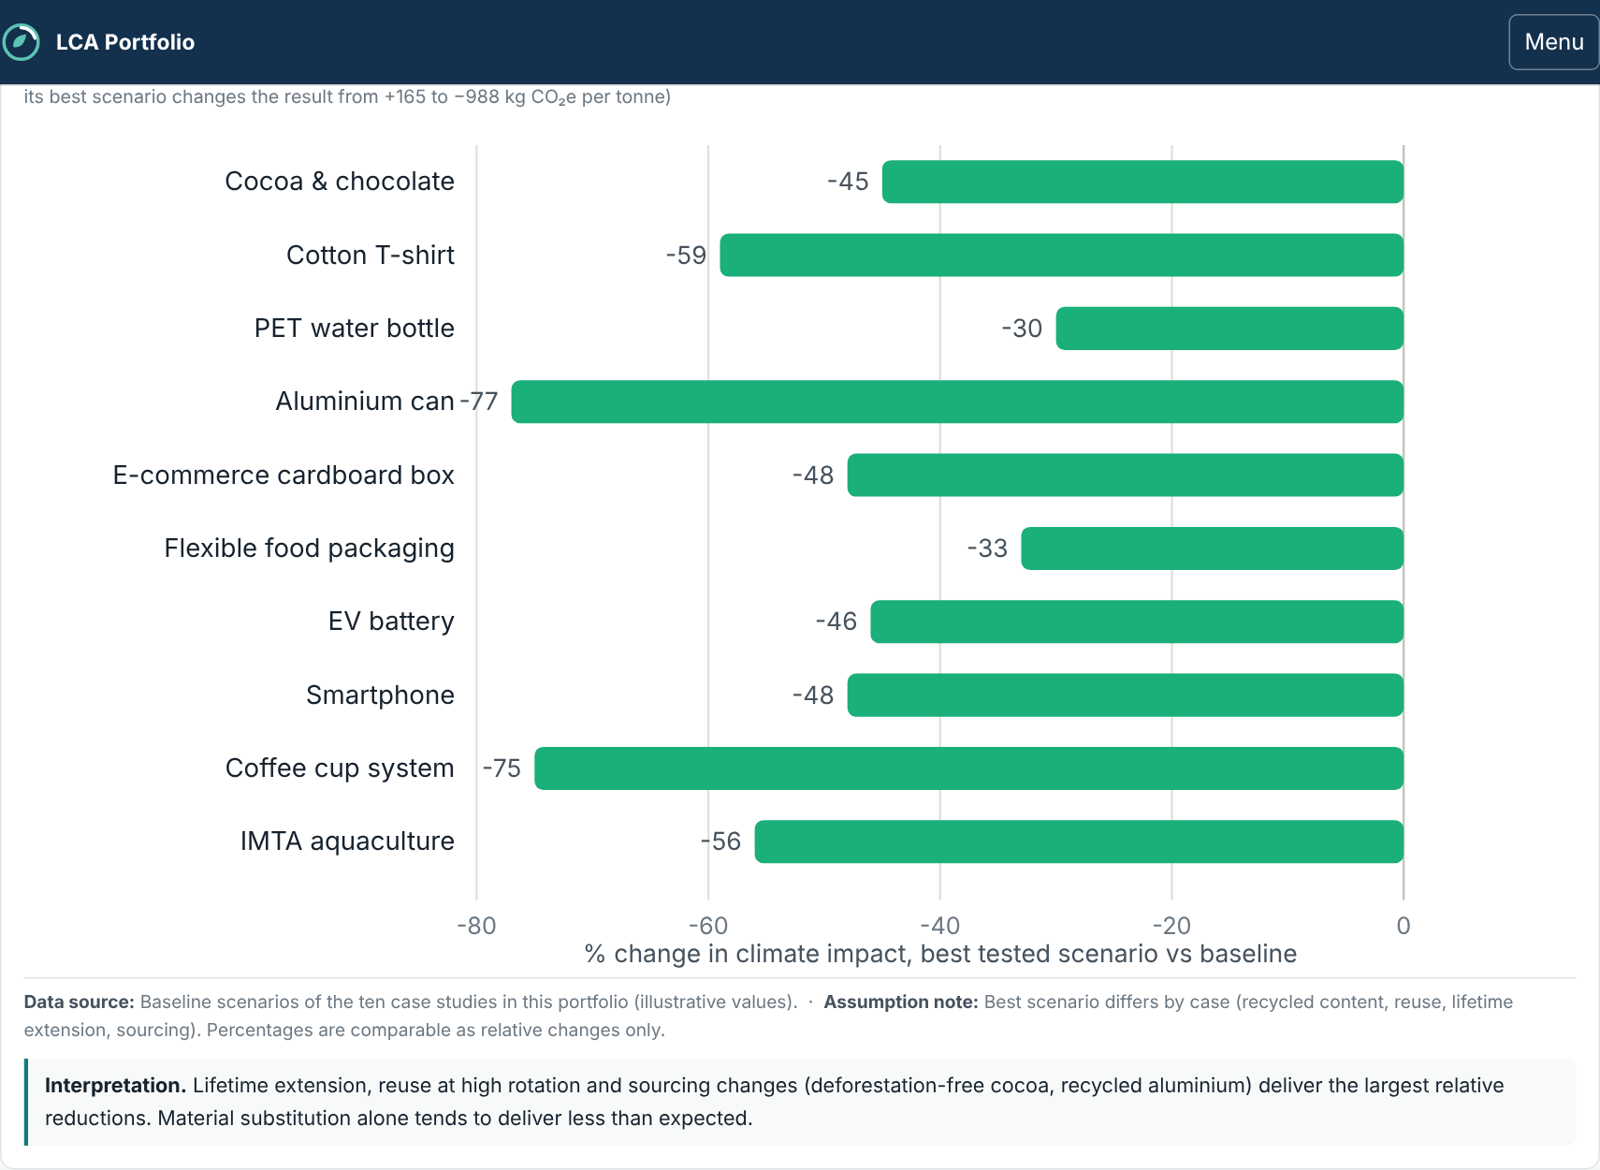 LCA Portfolio
Menu
its best scenario changes the result from +165 to −988 kg CO₂e per tonne)
Cocoa & chocolate
-45
Cotton T-shirt
-59
PET water bottle
-30
Aluminium can
-77
E-commerce cardboard box
-48
Flexible food packaging
-33
EV battery
-46
Smartphone
-48
Coffee cup system
-75
IMTA aquaculture
-56
-80 -60 -40 -20 0
% change in climate impact, best tested scenario vs baseline
Data source: Baseline scenarios of the ten case studies in this portfolio (illustrative values). · Assumption note: Best scenario differs by case (recycled content, reuse, lifetime
extension, sourcing). Percentages are comparable as relative changes only.
Interpretation. Lifetime extension, reuse at high rotation and sourcing changes (deforestation-free cocoa, recycled aluminium) deliver the largest relative
reductions. Material substitution alone tends to deliver less than expected.